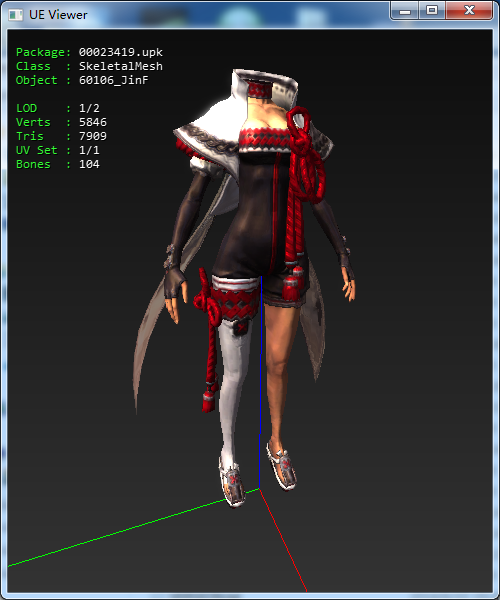 UE Viewer
Package: 00023419.upk
Class : SkeletalMesh
Object : 60106_JinF
LOD : 1/2
Verts : 5846
Tris : 7909
UV Set : 1/1
Bones : 104